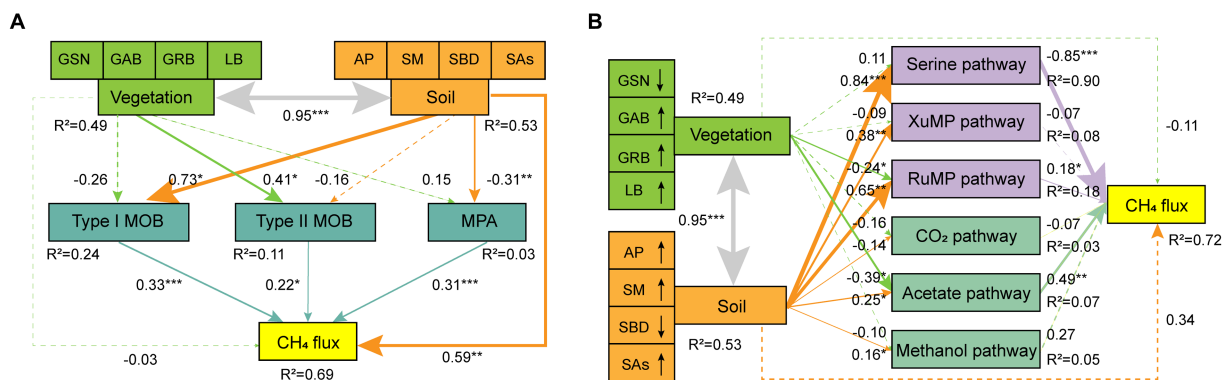 A
GSN GAB GRB LB
AP SM SBD SAs
Vegetation
Soil
0.95***
R²=0.49
R²=0.53
-0.26
0.73*
0.41*
-0.16
0.15
-0.31**
Type I MOB
Type II MOB
MPA
R²=0.24
R²=0.11
R²=0.03
0.33***
0.22*
0.31***
CH₄ flux
-0.03
0.59**
R²=0.69
B
GSN ↓
GAB ↑
GRB ↑
LB ↑
R²=0.49
Vegetation
0.95***
AP ↑
SM ↑
SBD ↓
SAs ↑
Soil
R²=0.53
0.11
0.84***
Serine pathway
-0.85***
R²=0.90
-0.09
0.38**
XuMP pathway
-0.07
R²=0.08
-0.24*
0.65**
RuMP pathway
0.18*
R²=0.18
-0.16
-0.14
CO₂ pathway
-0.07
R²=0.03
-0.39*
0.25*
Acetate pathway
0.49**
R²=0.07
-0.10
0.16*
Methanol pathway
0.27
R²=0.05
-0.11
CH₄ flux
R²=0.72
0.34